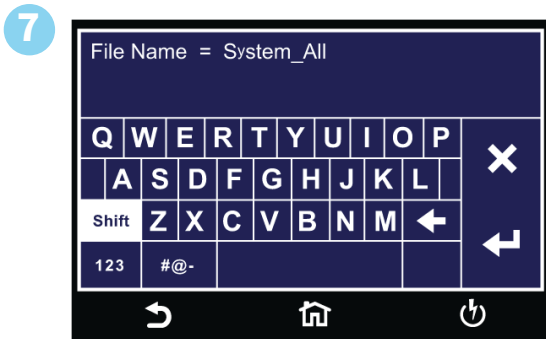 7
File Name = System_All
Q W E R T Y U I O P
A S D F G H J K L
Shift Z X C V B N M
123 #@-